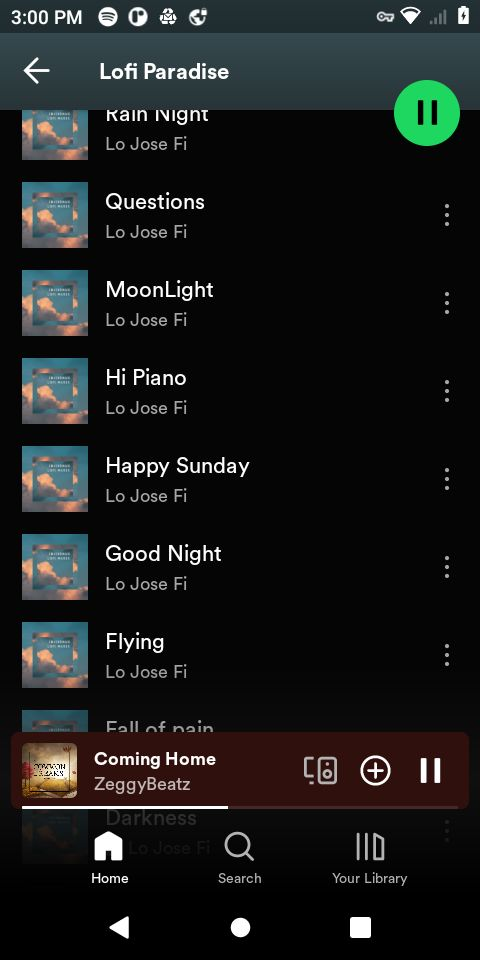 3:00 PM
Lofi Paradise
Rain Night
Lo Jose Fi
Questions
Lo Jose Fi
MoonLight
Lo Jose Fi
Hi Piano
Lo Jose Fi
Happy Sunday
Lo Jose Fi
Good Night
Lo Jose Fi
Flying
Lo Jose Fi
Fall of pain
Coming Home
ZeggyBeatz
Darkness
Lo Jose Fi
Home
Search
Your Library